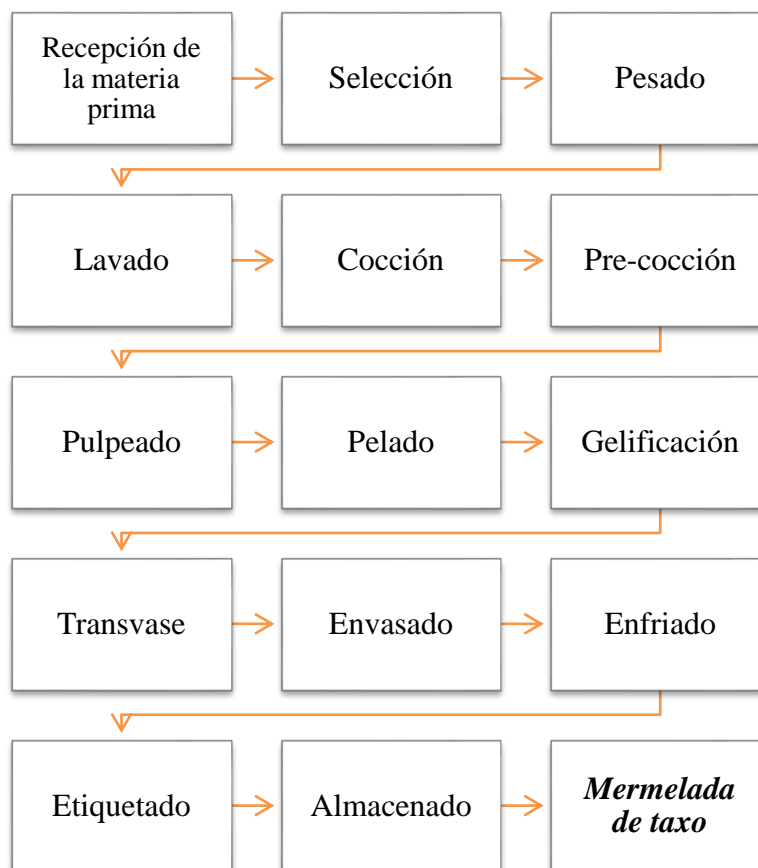 Recepción de
la materia
prima
Selección
Pesado
Lavado
Cocción
Pre-cocción
Pulpeado
Pelado
Gelificación
Transvase
Envasado
Enfriado
Etiquetado
Almacenado
Mermelada
de taxo